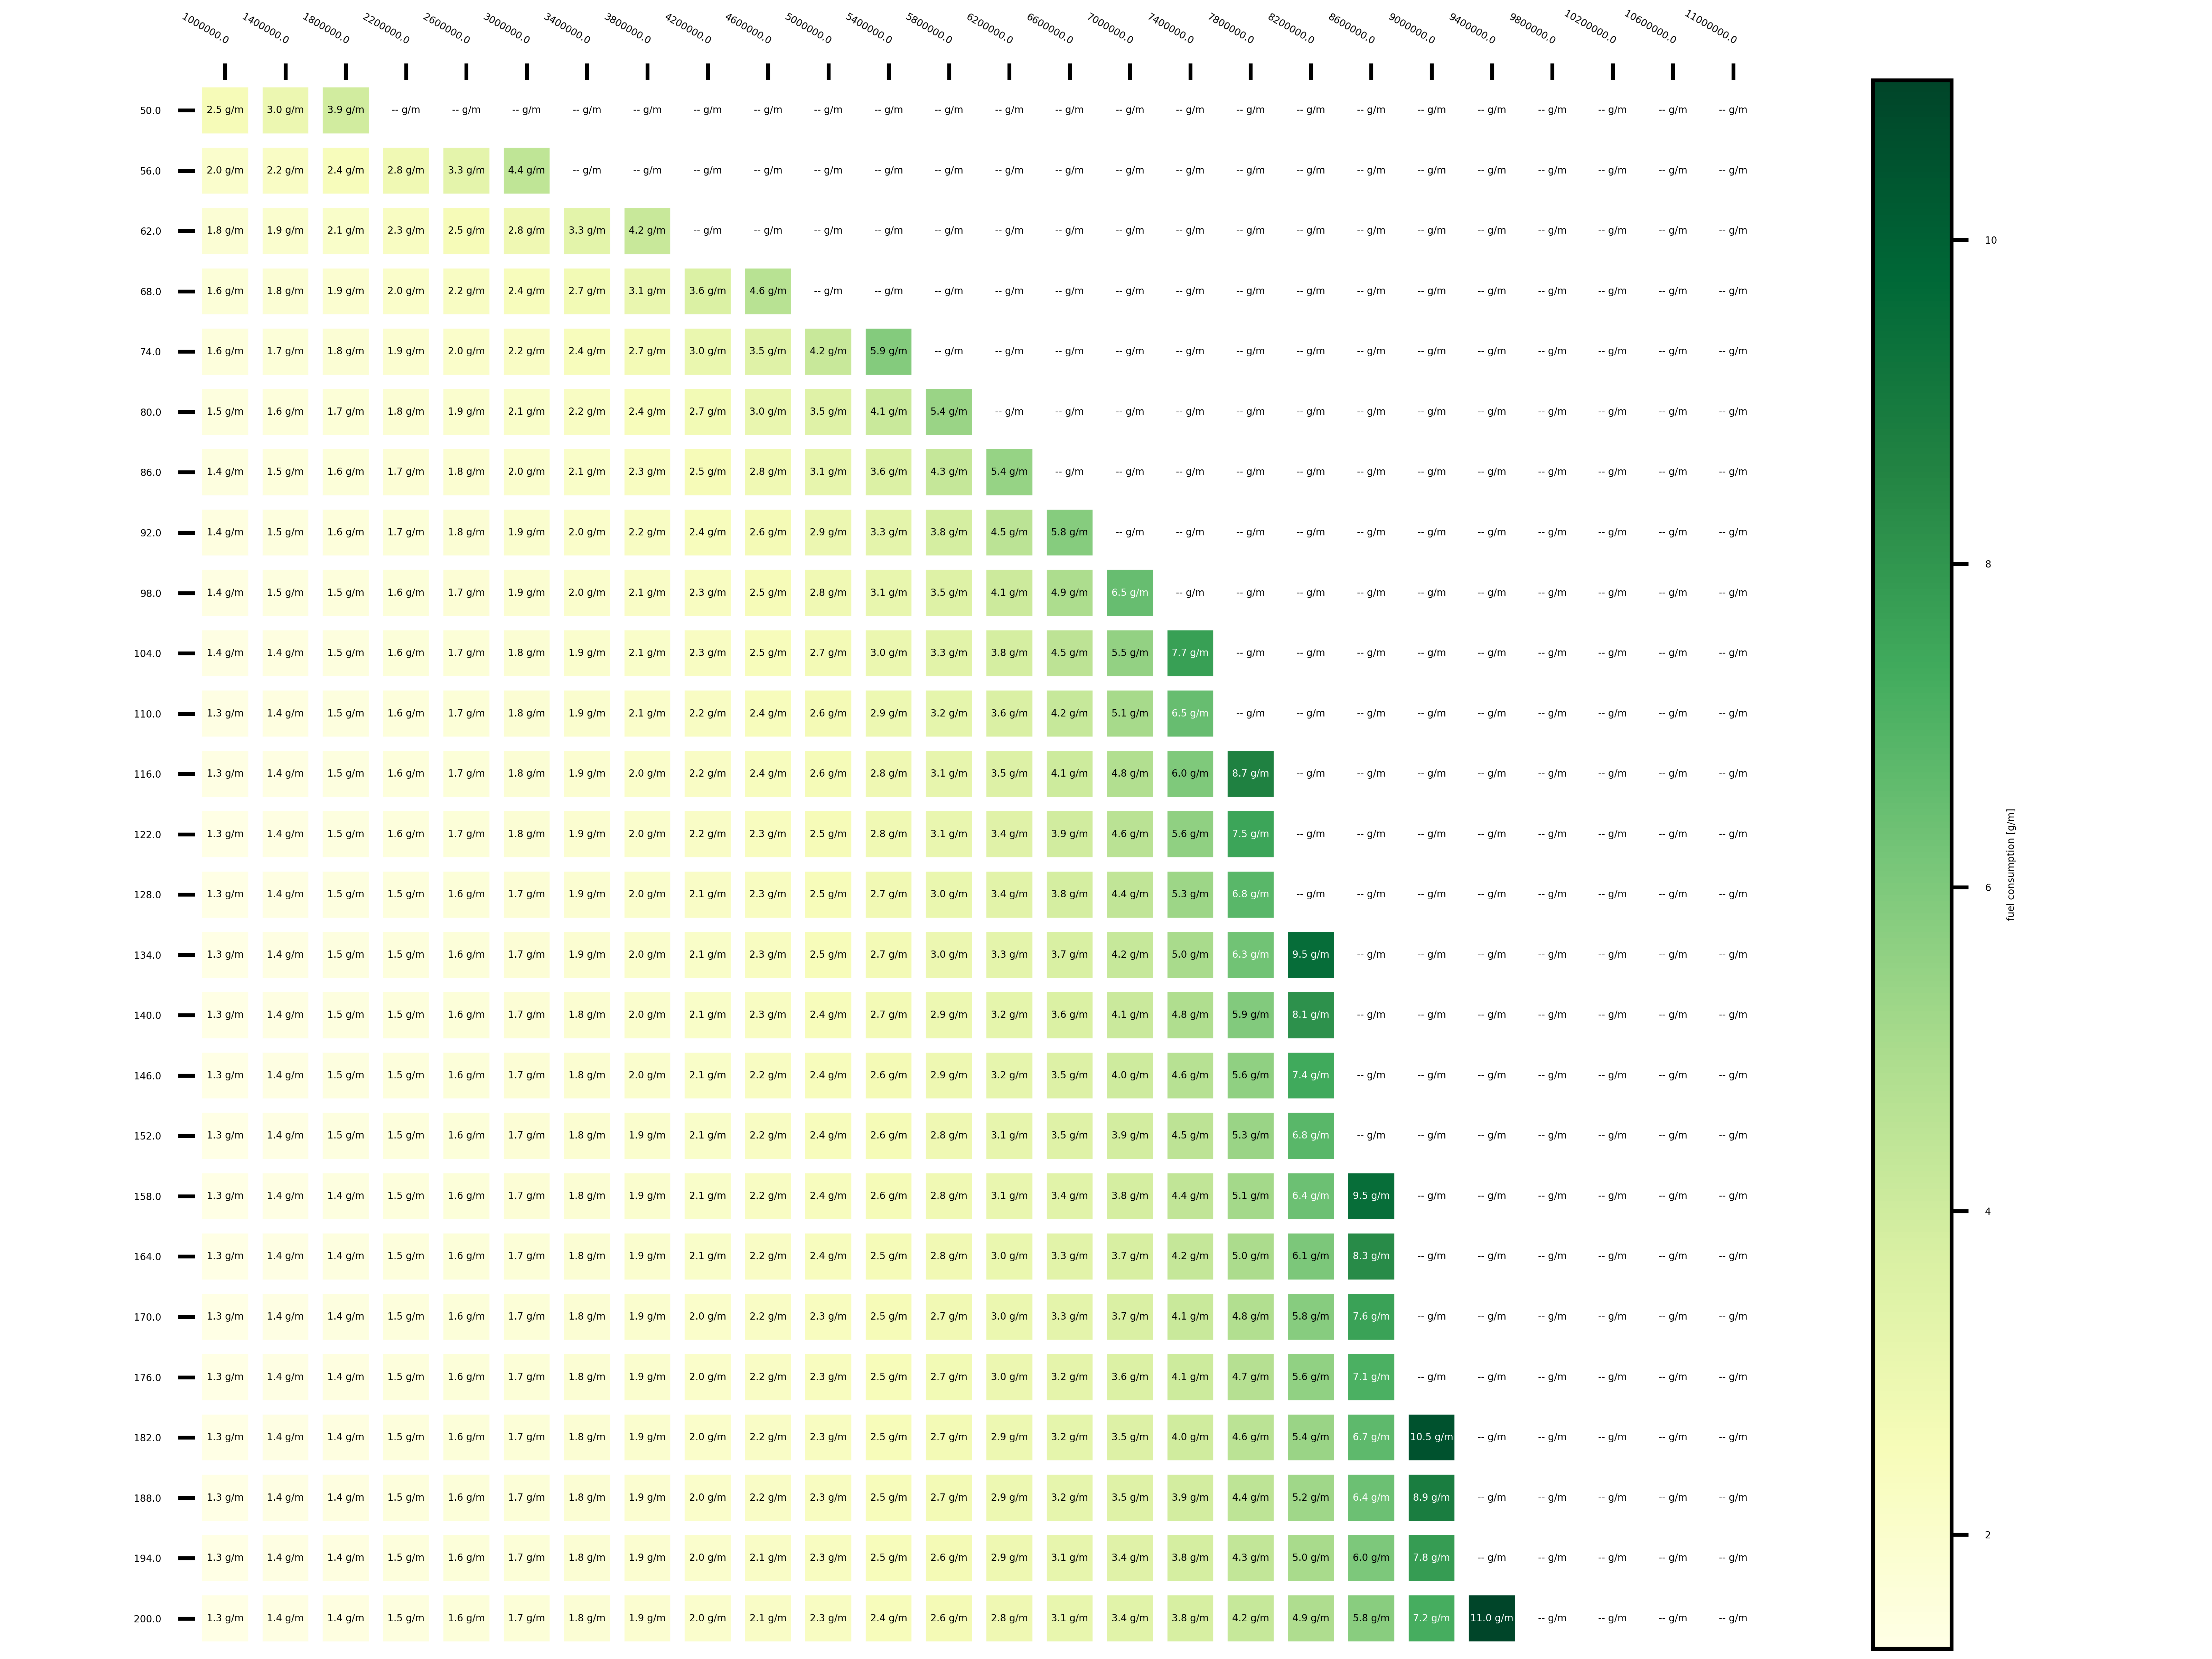 1000000.0 1400000.0 1800000.0 2200000.0 2600000.0 3000000.0 3400000.0 3800000.0 4200000.0 4600000.0 5000000.0 5400000.0 5800000.0 6200000.0 6600000.0 7000000.0 7400000.0 7800000.0 8200000.0 8600000.0 9000000.0 9400000.0 9800000.0 10200000.0 10600000.0 11000000.0
50.0 2.5 g/m 3.0 g/m 3.9 g/m -- g/m -- g/m -- g/m -- g/m -- g/m -- g/m -- g/m -- g/m -- g/m -- g/m -- g/m -- g/m -- g/m -- g/m -- g/m -- g/m -- g/m -- g/m -- g/m -- g/m -- g/m -- g/m -- g/m
56.0 2.0 g/m 2.2 g/m 2.4 g/m 2.8 g/m 3.3 g/m 4.4 g/m -- g/m -- g/m -- g/m -- g/m -- g/m -- g/m -- g/m -- g/m -- g/m -- g/m -- g/m -- g/m -- g/m -- g/m -- g/m -- g/m -- g/m -- g/m -- g/m -- g/m
62.0 1.8 g/m 1.9 g/m 2.1 g/m 2.3 g/m 2.5 g/m 2.8 g/m 3.3 g/m 4.2 g/m -- g/m -- g/m -- g/m -- g/m -- g/m -- g/m -- g/m -- g/m -- g/m -- g/m -- g/m -- g/m -- g/m -- g/m -- g/m -- g/m -- g/m -- g/m
68.0 1.6 g/m 1.8 g/m 1.9 g/m 2.0 g/m 2.2 g/m 2.4 g/m 2.7 g/m 3.1 g/m 3.6 g/m 4.6 g/m -- g/m -- g/m -- g/m -- g/m -- g/m -- g/m -- g/m -- g/m -- g/m -- g/m -- g/m -- g/m -- g/m -- g/m -- g/m -- g/m
74.0 1.6 g/m 1.7 g/m 1.8 g/m 1.9 g/m 2.0 g/m 2.2 g/m 2.4 g/m 2.7 g/m 3.0 g/m 3.5 g/m 4.2 g/m 5.9 g/m -- g/m -- g/m -- g/m -- g/m -- g/m -- g/m -- g/m -- g/m -- g/m -- g/m -- g/m -- g/m -- g/m -- g/m
80.0 1.5 g/m 1.6 g/m 1.7 g/m 1.8 g/m 1.9 g/m 2.1 g/m 2.2 g/m 2.4 g/m 2.7 g/m 3.0 g/m 3.5 g/m 4.1 g/m 5.4 g/m -- g/m -- g/m -- g/m -- g/m -- g/m -- g/m -- g/m -- g/m -- g/m -- g/m -- g/m -- g/m -- g/m
86.0 1.4 g/m 1.5 g/m 1.6 g/m 1.7 g/m 1.8 g/m 2.0 g/m 2.1 g/m 2.3 g/m 2.5 g/m 2.8 g/m 3.1 g/m 3.6 g/m 4.3 g/m 5.4 g/m -- g/m -- g/m -- g/m -- g/m -- g/m -- g/m -- g/m -- g/m -- g/m -- g/m -- g/m -- g/m
92.0 1.4 g/m 1.5 g/m 1.6 g/m 1.7 g/m 1.8 g/m 1.9 g/m 2.0 g/m 2.2 g/m 2.4 g/m 2.6 g/m 2.9 g/m 3.3 g/m 3.8 g/m 4.5 g/m 5.8 g/m -- g/m -- g/m -- g/m -- g/m -- g/m -- g/m -- g/m -- g/m -- g/m -- g/m -- g/m
98.0 1.4 g/m 1.5 g/m 1.5 g/m 1.6 g/m 1.7 g/m 1.9 g/m 2.0 g/m 2.1 g/m 2.3 g/m 2.5 g/m 2.8 g/m 3.1 g/m 3.5 g/m 4.1 g/m 4.9 g/m 6.5 g/m -- g/m -- g/m -- g/m -- g/m -- g/m -- g/m -- g/m -- g/m -- g/m -- g/m
104.0 1.4 g/m 1.4 g/m 1.5 g/m 1.6 g/m 1.7 g/m 1.8 g/m 1.9 g/m 2.1 g/m 2.3 g/m 2.5 g/m 2.7 g/m 3.0 g/m 3.3 g/m 3.8 g/m 4.5 g/m 5.5 g/m 7.7 g/m -- g/m -- g/m -- g/m -- g/m -- g/m -- g/m -- g/m -- g/m -- g/m
110.0 1.3 g/m 1.4 g/m 1.5 g/m 1.6 g/m 1.7 g/m 1.8 g/m 1.9 g/m 2.1 g/m 2.2 g/m 2.4 g/m 2.6 g/m 2.9 g/m 3.2 g/m 3.6 g/m 4.2 g/m 5.1 g/m 6.5 g/m -- g/m -- g/m -- g/m -- g/m -- g/m -- g/m -- g/m -- g/m -- g/m
116.0 1.3 g/m 1.4 g/m 1.5 g/m 1.6 g/m 1.7 g/m 1.8 g/m 1.9 g/m 2.0 g/m 2.2 g/m 2.4 g/m 2.6 g/m 2.8 g/m 3.1 g/m 3.5 g/m 4.1 g/m 4.8 g/m 6.0 g/m 8.7 g/m -- g/m -- g/m -- g/m -- g/m -- g/m -- g/m -- g/m -- g/m
122.0 1.3 g/m 1.4 g/m 1.5 g/m 1.6 g/m 1.7 g/m 1.8 g/m 1.9 g/m 2.0 g/m 2.2 g/m 2.3 g/m 2.5 g/m 2.8 g/m 3.1 g/m 3.4 g/m 3.9 g/m 4.6 g/m 5.6 g/m 7.5 g/m -- g/m -- g/m -- g/m -- g/m -- g/m -- g/m -- g/m -- g/m
128.0 1.3 g/m 1.4 g/m 1.5 g/m 1.5 g/m 1.6 g/m 1.7 g/m 1.9 g/m 2.0 g/m 2.1 g/m 2.3 g/m 2.5 g/m 2.7 g/m 3.0 g/m 3.4 g/m 3.8 g/m 4.4 g/m 5.3 g/m 6.8 g/m -- g/m -- g/m -- g/m -- g/m -- g/m -- g/m -- g/m -- g/m
134.0 1.3 g/m 1.4 g/m 1.5 g/m 1.5 g/m 1.6 g/m 1.7 g/m 1.9 g/m 2.0 g/m 2.1 g/m 2.3 g/m 2.5 g/m 2.7 g/m 3.0 g/m 3.3 g/m 3.7 g/m 4.2 g/m 5.0 g/m 6.3 g/m 9.5 g/m -- g/m -- g/m -- g/m -- g/m -- g/m -- g/m -- g/m
140.0 1.3 g/m 1.4 g/m 1.5 g/m 1.5 g/m 1.6 g/m 1.7 g/m 1.8 g/m 2.0 g/m 2.1 g/m 2.3 g/m 2.4 g/m 2.7 g/m 2.9 g/m 3.2 g/m 3.6 g/m 4.1 g/m 4.8 g/m 5.9 g/m 8.1 g/m -- g/m -- g/m -- g/m -- g/m -- g/m -- g/m -- g/m
146.0 1.3 g/m 1.4 g/m 1.5 g/m 1.5 g/m 1.6 g/m 1.7 g/m 1.8 g/m 2.0 g/m 2.1 g/m 2.2 g/m 2.4 g/m 2.6 g/m 2.9 g/m 3.2 g/m 3.5 g/m 4.0 g/m 4.6 g/m 5.6 g/m 7.4 g/m -- g/m -- g/m -- g/m -- g/m -- g/m -- g/m -- g/m
152.0 1.3 g/m 1.4 g/m 1.5 g/m 1.5 g/m 1.6 g/m 1.7 g/m 1.8 g/m 1.9 g/m 2.1 g/m 2.2 g/m 2.4 g/m 2.6 g/m 2.8 g/m 3.1 g/m 3.5 g/m 3.9 g/m 4.5 g/m 5.3 g/m 6.8 g/m -- g/m -- g/m -- g/m -- g/m -- g/m -- g/m -- g/m
158.0 1.3 g/m 1.4 g/m 1.4 g/m 1.5 g/m 1.6 g/m 1.7 g/m 1.8 g/m 1.9 g/m 2.1 g/m 2.2 g/m 2.4 g/m 2.6 g/m 2.8 g/m 3.1 g/m 3.4 g/m 3.8 g/m 4.4 g/m 5.1 g/m 6.4 g/m 9.5 g/m -- g/m -- g/m -- g/m -- g/m -- g/m -- g/m
164.0 1.3 g/m 1.4 g/m 1.4 g/m 1.5 g/m 1.6 g/m 1.7 g/m 1.8 g/m 1.9 g/m 2.1 g/m 2.2 g/m 2.4 g/m 2.5 g/m 2.8 g/m 3.0 g/m 3.3 g/m 3.7 g/m 4.2 g/m 5.0 g/m 6.1 g/m 8.3 g/m -- g/m -- g/m -- g/m -- g/m -- g/m -- g/m
170.0 1.3 g/m 1.4 g/m 1.4 g/m 1.5 g/m 1.6 g/m 1.7 g/m 1.8 g/m 1.9 g/m 2.0 g/m 2.2 g/m 2.3 g/m 2.5 g/m 2.7 g/m 3.0 g/m 3.3 g/m 3.7 g/m 4.1 g/m 4.8 g/m 5.8 g/m 7.6 g/m -- g/m -- g/m -- g/m -- g/m -- g/m -- g/m
176.0 1.3 g/m 1.4 g/m 1.4 g/m 1.5 g/m 1.6 g/m 1.7 g/m 1.8 g/m 1.9 g/m 2.0 g/m 2.2 g/m 2.3 g/m 2.5 g/m 2.7 g/m 3.0 g/m 3.2 g/m 3.6 g/m 4.1 g/m 4.7 g/m 5.6 g/m 7.1 g/m -- g/m -- g/m -- g/m -- g/m -- g/m -- g/m
182.0 1.3 g/m 1.4 g/m 1.4 g/m 1.5 g/m 1.6 g/m 1.7 g/m 1.8 g/m 1.9 g/m 2.0 g/m 2.2 g/m 2.3 g/m 2.5 g/m 2.7 g/m 2.9 g/m 3.2 g/m 3.5 g/m 4.0 g/m 4.6 g/m 5.4 g/m 6.7 g/m 10.5 g/m -- g/m -- g/m -- g/m -- g/m -- g/m
188.0 1.3 g/m 1.4 g/m 1.4 g/m 1.5 g/m 1.6 g/m 1.7 g/m 1.8 g/m 1.9 g/m 2.0 g/m 2.2 g/m 2.3 g/m 2.5 g/m 2.7 g/m 2.9 g/m 3.2 g/m 3.5 g/m 3.9 g/m 4.4 g/m 5.2 g/m 6.4 g/m 8.9 g/m -- g/m -- g/m -- g/m -- g/m -- g/m
194.0 1.3 g/m 1.4 g/m 1.4 g/m 1.5 g/m 1.6 g/m 1.7 g/m 1.8 g/m 1.9 g/m 2.0 g/m 2.1 g/m 2.3 g/m 2.5 g/m 2.6 g/m 2.9 g/m 3.1 g/m 3.4 g/m 3.8 g/m 4.3 g/m 5.0 g/m 6.0 g/m 7.8 g/m -- g/m -- g/m -- g/m -- g/m -- g/m
200.0 1.3 g/m 1.4 g/m 1.4 g/m 1.5 g/m 1.6 g/m 1.7 g/m 1.8 g/m 1.9 g/m 2.0 g/m 2.1 g/m 2.3 g/m 2.4 g/m 2.6 g/m 2.8 g/m 3.1 g/m 3.4 g/m 3.8 g/m 4.2 g/m 4.9 g/m 5.8 g/m 7.2 g/m 11.0 g/m -- g/m -- g/m -- g/m -- g/m
10
8
6
4
2
fuel consumption [g/m]